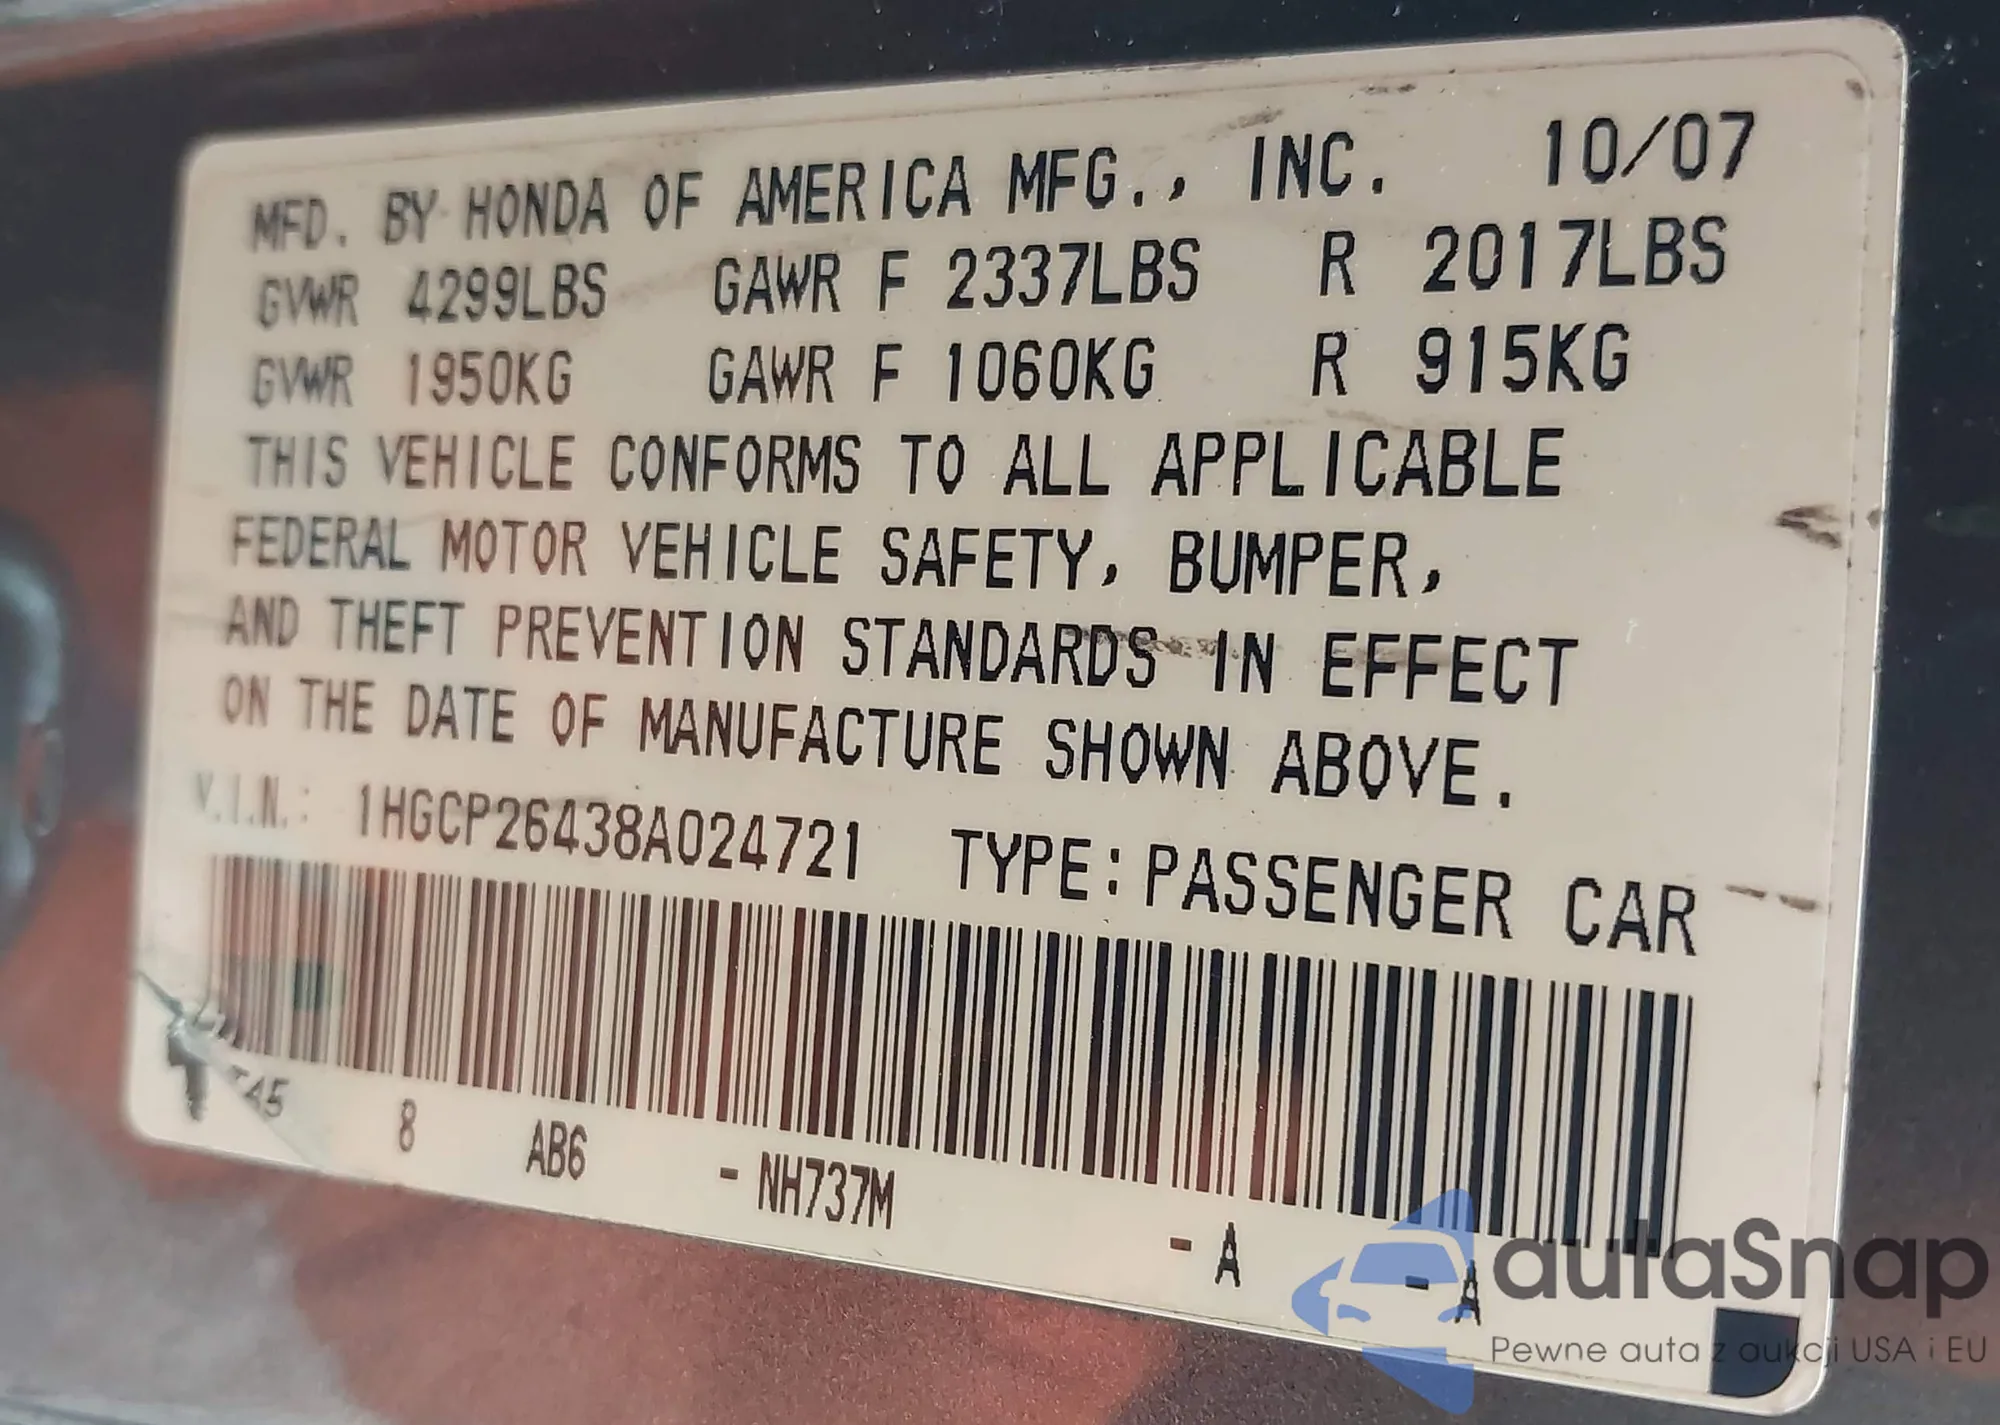 MFD. BY HONDA OF AMERICA MFG., INC. 10/07
GVWR 4299LBS GAWR F 2337LBS R 2017LBS
GVWR 1950KG GAWR F 1060KG R 915KG
THIS VEHICLE CONFORMS TO ALL APPLICABLE
FEDERAL MOTOR VEHICLE SAFETY, BUMPER,
AND THEFT PREVENTION STANDARDS IN EFFECT
ON THE DATE OF MANUFACTURE SHOWN ABOVE.
V.I.N.: 1HGCP26438A024721 TYPE: PASSENGER CAR
8 AB6 - NH737M - A - A
autaSnap
Pewne auta z aukcji USA i EU